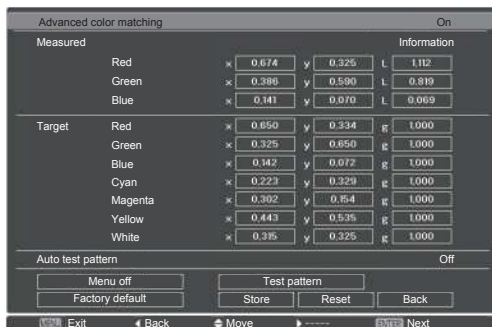 Advanced color matching On
Measured Information
Red x 0,674 y 0,325 L 1,112
Green x 0,386 y 0,590 L 0,819
Blue x 0,141 y 0,070 L 0,069
Target Red x 0,650 y 0,334 g 1,000
Green x 0,325 y 0,650 g 1,000
Blue x 0,142 y 0,072 g 1,000
Cyan x 0,223 y 0,329 g 1,000
Magenta x 0,302 y 0,154 g 1,000
Yellow x 0,443 y 0,535 g 1,000
White x 0,315 y 0,325 g 1,000
Auto test pattern Off
Menu off Test pattern
Factory default Store Reset Back
MENU Exit Back Move ----- ENTER Next